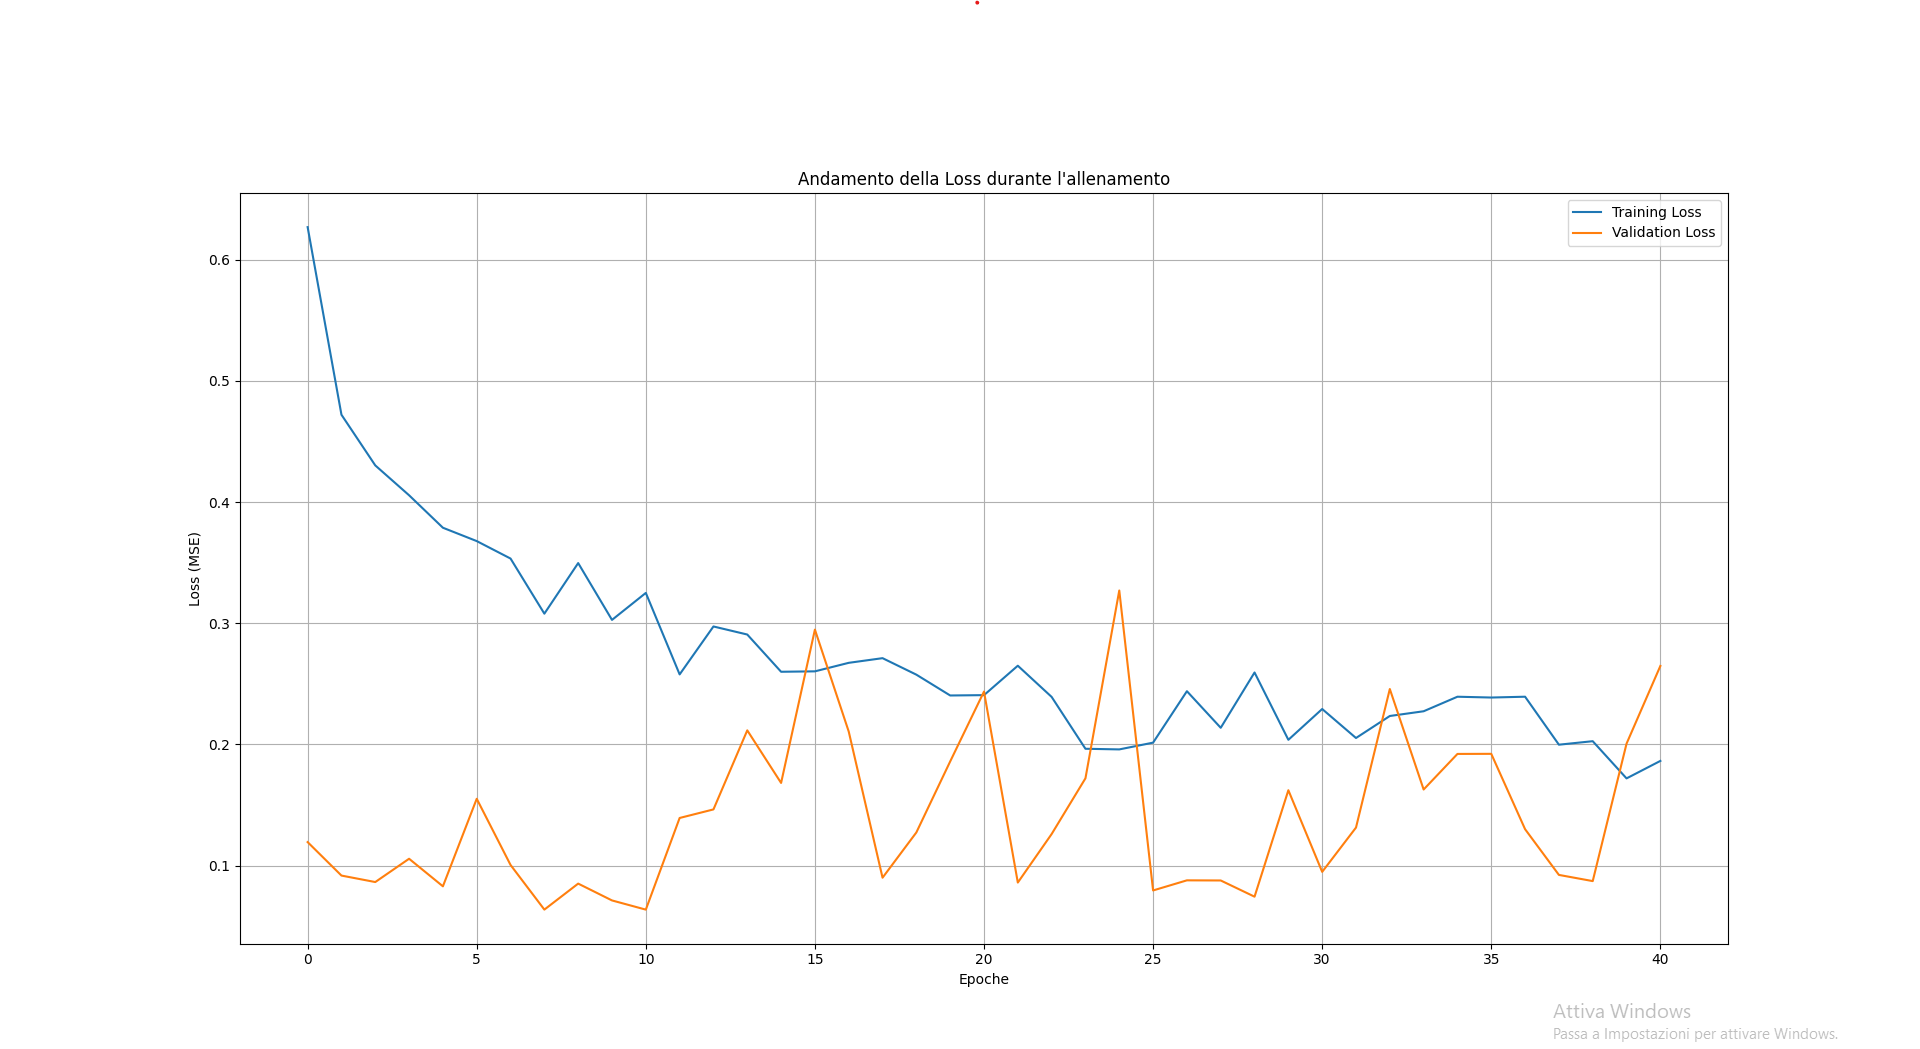 Andamento della Loss durante l'allenamento
Training Loss
Validation Loss
0.6
0.5
0.4
0.3
0.2
0.1
Loss (MSE)
0 5 10 15 20 25 30 35 40
Epoche
Attiva Windows
Passa a Impostazioni per attivare Windows.